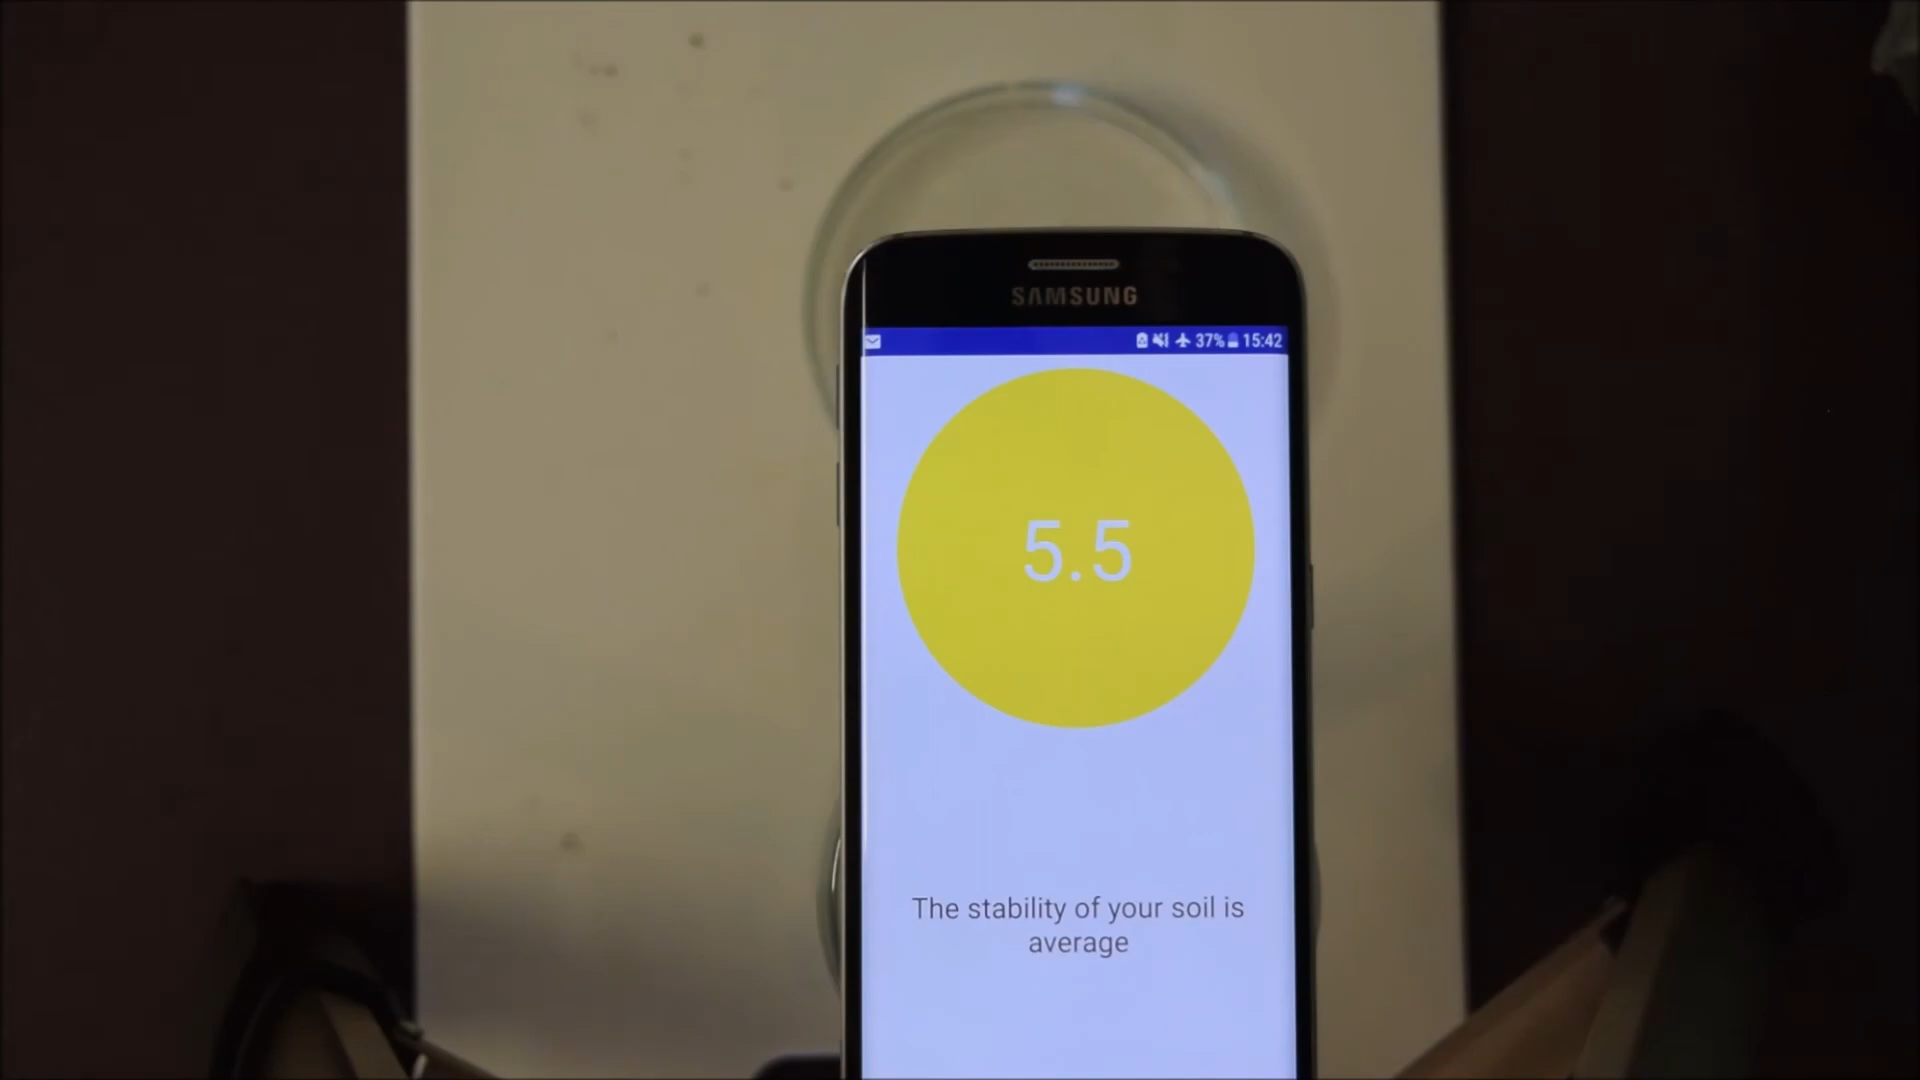 SAMSUNG
37% 15:42
5.5
The stability of your soil is
average